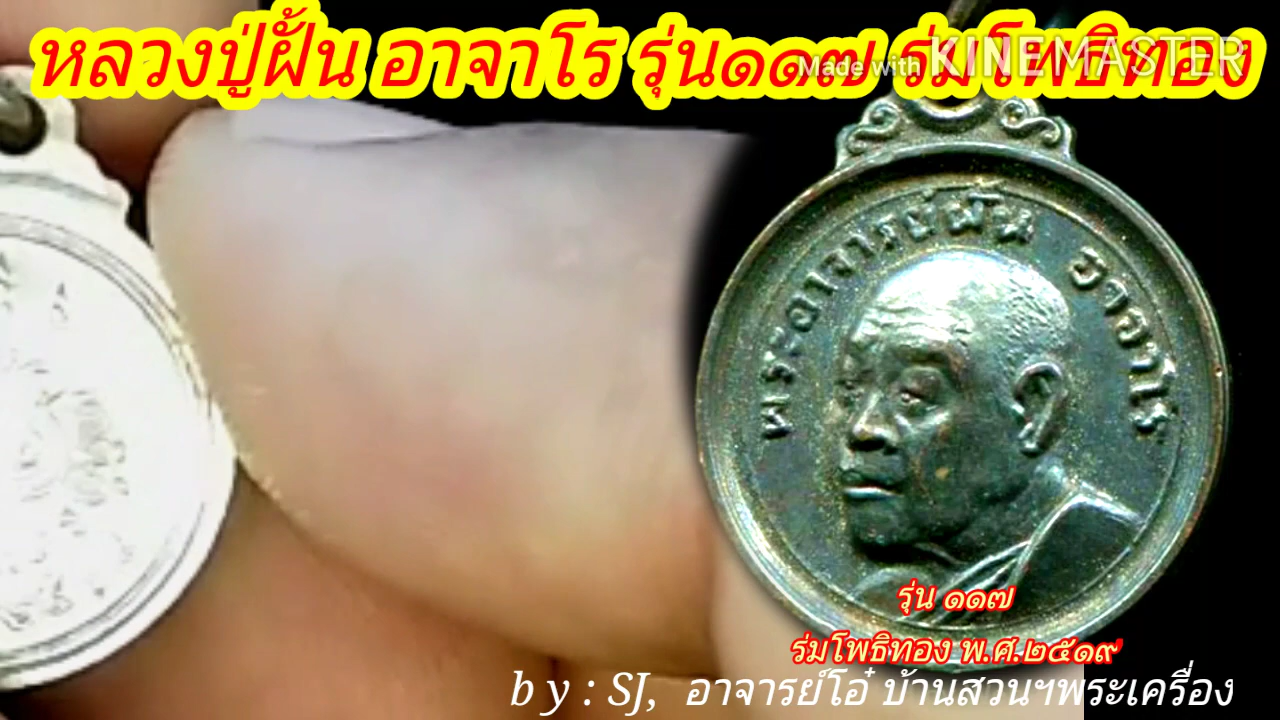 หลวงปู่ฝั้น อาจาโร รุ่น๑๑๗ ร่มโพธิทอง
Made with KINEMASTER
พระอาจารย์ฝั้น อาจาโร
รุ่น ๑๑๗
ร่มโพธิทอง พ.ศ.๒๕๑๙
by : SJ, อาจารย์โอ๋ บ้านสวนฯพระเครื่อง